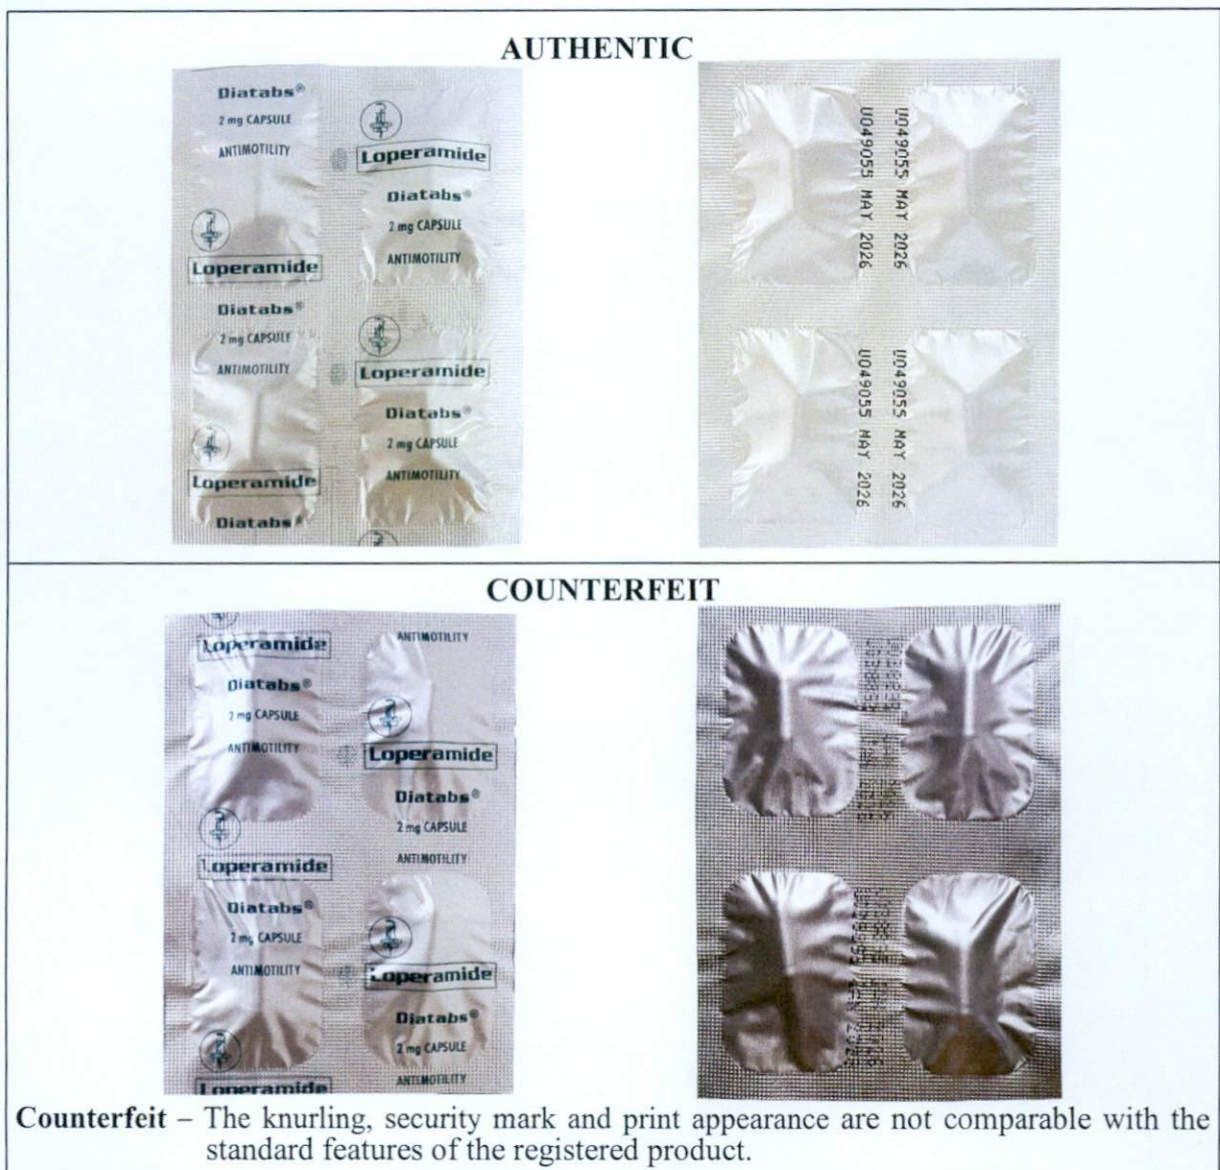 AUTHENTIC
Diatabs®
2 mg CAPSULE
ANTIMOTILITY
Loperamide
Diatabs®
2 mg CAPSULE
ANTIMOTILITY
Loperamide
Diatabs®
Loperamide
Diatabs®
2 mg CAPSULE
ANTIMOTILITY
Loperamide
Diatabs®
2 mg CAPSULE
ANTIMOTILITY
U049055 MAY 2026
U049055 MAY 2026
U049055 MAY 2026
U049055 MAY 2026
COUNTERFEIT
Loperamide
Diatabs®
2 mg CAPSULE
ANTIMOTILITY
Loperamide
Diatabs®
2 mg CAPSULE
ANTIMOTILITY
Loperamide
ANTIMOTILITY
Loperamide
Diatabs®
2 mg CAPSULE
ANTIMOTILITY
Loperamide
Diatabs®
2 mg CAPSULE
ANTIMOTILITY
Counterfeit – The knurling, security mark and print appearance are not comparable with the
standard features of the registered product.